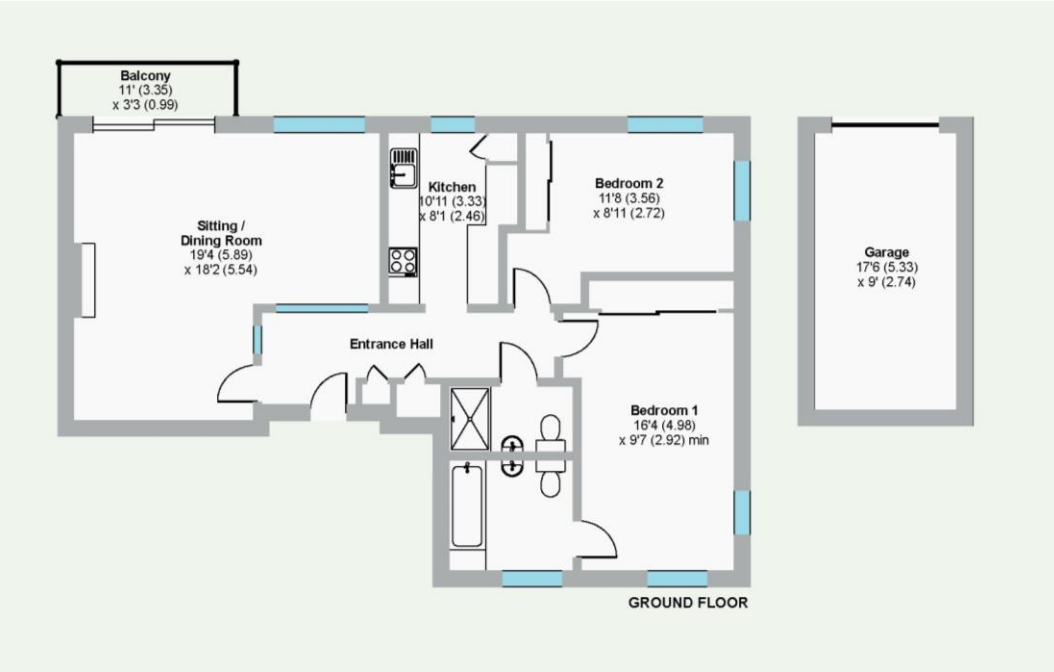 Balcony
11' (3.35)
x 3'3 (0.99)
Kitchen
10'11 (3.33)
x 8'1 (2.46)
Bedroom 2
11'8 (3.56)
x 8'11 (2.72)
Sitting /
Dining Room
19'4 (5.89)
x 18'2 (5.54)
Garage
17'6 (5.33)
x 9' (2.74)
Entrance Hall
Bedroom 1
16'4 (4.98)
x 9'7 (2.92) min
GROUND FLOOR